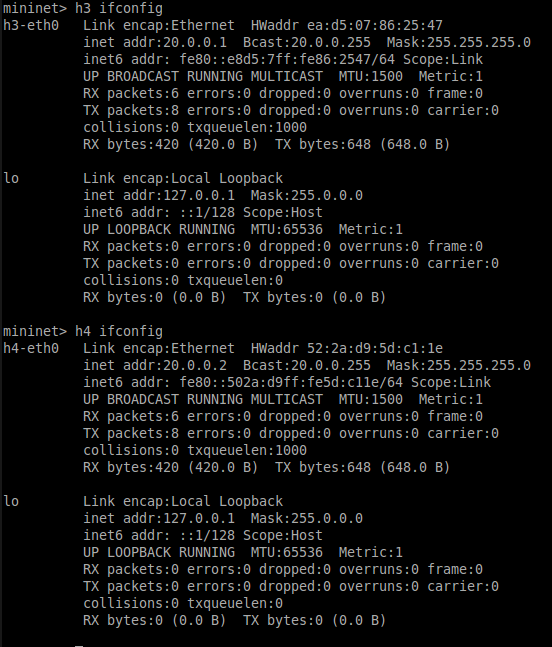 mininet> h3 ifconfig
h3-eth0   Link encap:Ethernet  HWaddr ea:d5:07:86:25:47
          inet addr:20.0.0.1  Bcast:20.0.0.255  Mask:255.255.255.0
          inet6 addr: fe80::e8d5:7ff:fe86:2547/64 Scope:Link
          UP BROADCAST RUNNING MULTICAST  MTU:1500  Metric:1
          RX packets:6 errors:0 dropped:0 overruns:0 frame:0
          TX packets:8 errors:0 dropped:0 overruns:0 carrier:0
          collisions:0 txqueuelen:1000
          RX bytes:420 (420.0 B)  TX bytes:648 (648.0 B)

lo        Link encap:Local Loopback
          inet addr:127.0.0.1  Mask:255.0.0.0
          inet6 addr: ::1/128 Scope:Host
          UP LOOPBACK RUNNING  MTU:65536  Metric:1
          RX packets:0 errors:0 dropped:0 overruns:0 frame:0
          TX packets:0 errors:0 dropped:0 overruns:0 carrier:0
          collisions:0 txqueuelen:0
          RX bytes:0 (0.0 B)  TX bytes:0 (0.0 B)

mininet> h4 ifconfig
h4-eth0   Link encap:Ethernet  HWaddr 52:2a:d9:5d:c1:1e
          inet addr:20.0.0.2  Bcast:20.0.0.255  Mask:255.255.255.0
          inet6 addr: fe80::502a:d9ff:fe5d:c11e/64 Scope:Link
          UP BROADCAST RUNNING MULTICAST  MTU:1500  Metric:1
          RX packets:6 errors:0 dropped:0 overruns:0 frame:0
          TX packets:8 errors:0 dropped:0 overruns:0 carrier:0
          collisions:0 txqueuelen:1000
          RX bytes:420 (420.0 B)  TX bytes:648 (648.0 B)

lo        Link encap:Local Loopback
          inet addr:127.0.0.1  Mask:255.0.0.0
          inet6 addr: ::1/128 Scope:Host
          UP LOOPBACK RUNNING  MTU:65536  Metric:1
          RX packets:0 errors:0 dropped:0 overruns:0 frame:0
          TX packets:0 errors:0 dropped:0 overruns:0 carrier:0
          collisions:0 txqueuelen:0
          RX bytes:0 (0.0 B)  TX bytes:0 (0.0 B)